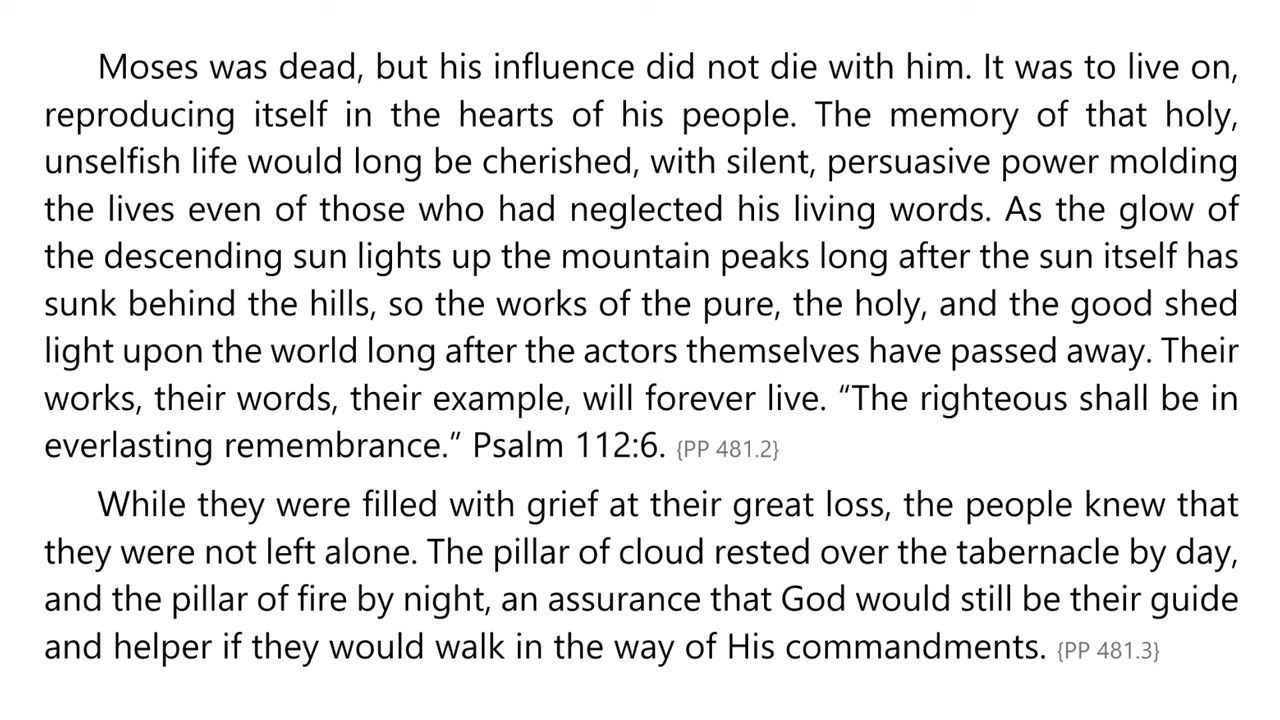 Moses was dead, but his influence did not die with him. It was to live on,
reproducing itself in the hearts of his people. The memory of that holy,
unselfish life would long be cherished, with silent, persuasive power molding
the lives even of those who had neglected his living words. As the glow of
the descending sun lights up the mountain peaks long after the sun itself has
sunk behind the hills, so the works of the pure, the holy, and the good shed
light upon the world long after the actors themselves have passed away. Their
works, their words, their example, will forever live. “The righteous shall be in
everlasting remembrance.” Psalm 112:6. {PP 481.2}
While they were filled with grief at their great loss, the people knew that
they were not left alone. The pillar of cloud rested over the tabernacle by day,
and the pillar of fire by night, an assurance that God would still be their guide
and helper if they would walk in the way of His commandments. {PP 481.3}